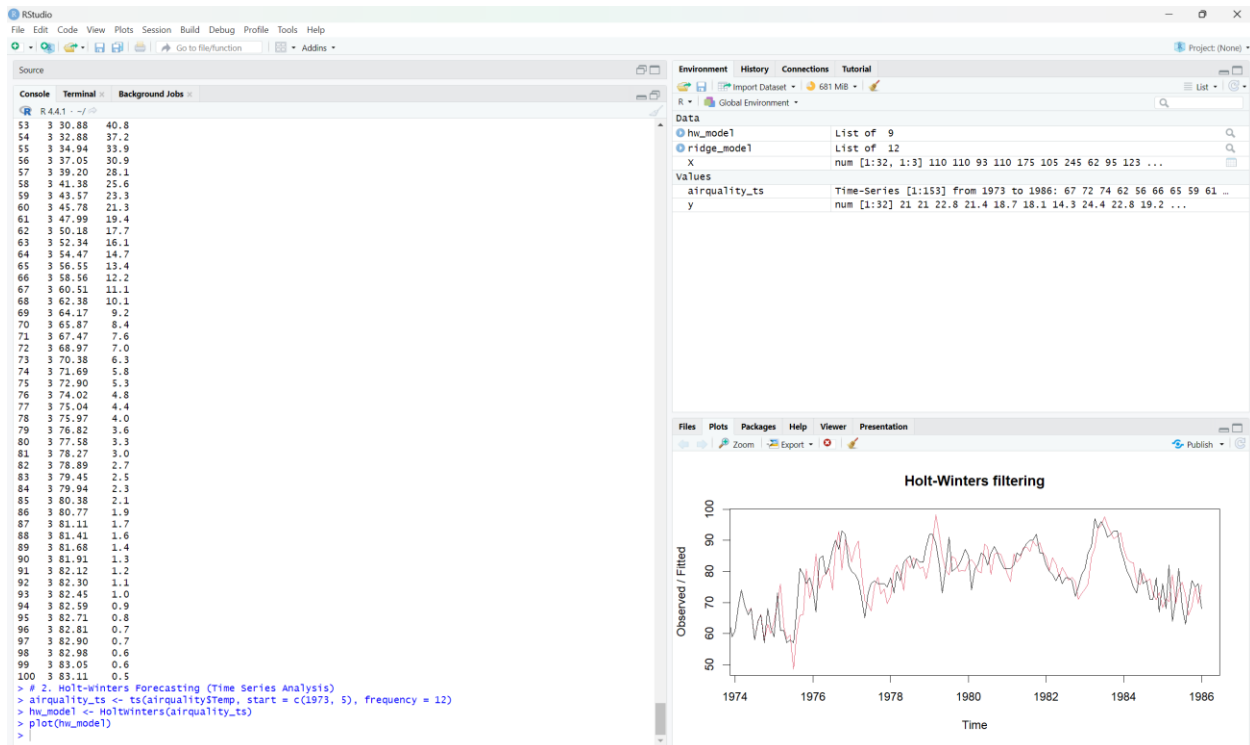 RStudio
File Edit Code View Plots Session Build Debug Profile Tools Help
Go to file/function Addins Project: (None)
Source
Console Terminal Background Jobs
R 4.4.1 · ~/
53 3 30.88 40.8
54 3 32.88 37.2
55 3 34.94 33.9
56 3 37.05 30.9
57 3 39.20 28.1
58 3 41.38 25.6
59 3 43.57 23.3
60 3 45.78 21.3
61 3 47.99 19.4
62 3 50.18 17.7
63 3 52.34 16.1
64 3 54.47 14.7
65 3 56.55 13.4
66 3 58.56 12.2
67 3 60.51 11.1
68 3 62.38 10.1
69 3 64.17 9.2
70 3 65.87 8.4
71 3 67.47 7.6
72 3 68.97 7.0
73 3 70.38 6.3
74 3 71.69 5.8
75 3 72.90 5.3
76 3 74.02 4.8
77 3 75.04 4.4
78 3 75.97 4.0
79 3 76.82 3.6
80 3 77.58 3.3
81 3 78.27 3.0
82 3 78.89 2.7
83 3 79.45 2.5
84 3 79.94 2.3
85 3 80.38 2.1
86 3 80.77 1.9
87 3 81.11 1.7
88 3 81.41 1.6
89 3 81.68 1.4
90 3 81.91 1.3
91 3 82.12 1.2
92 3 82.30 1.1
93 3 82.45 1.0
94 3 82.59 0.9
95 3 82.71 0.8
96 3 82.81 0.7
97 3 82.90 0.7
98 3 82.98 0.6
99 3 83.05 0.6
100 3 83.11 0.5
> # 2. Holt-Winters Forecasting (Time Series Analysis)
> airquality_ts <- ts(airquality$Temp, start = c(1973, 5), frequency = 12)
> hw_model <- HoltWinters(airquality_ts)
> plot(hw_model)
>
Environment History Connections Tutorial
Import Dataset 681 MiB List
R Global Environment
Data
hw_model List of 9
ridge_model List of 12
X num [1:32, 1:3] 110 110 93 110 175 105 245 62 95 123 ...
Values
airquality_ts Time-Series [1:153] from 1973 to 1986: 67 72 74 62 56 66 65 59 61 …
y num [1:32] 21 21 22.8 21.4 18.7 18.1 14.3 24.4 22.8 19.2 ...
Files Plots Packages Help Viewer Presentation
Zoom Export Publish
Holt-Winters filtering
Observed / Fitted
100
90
80
70
60
50
1974 1976 1978 1980 1982 1984 1986
Time